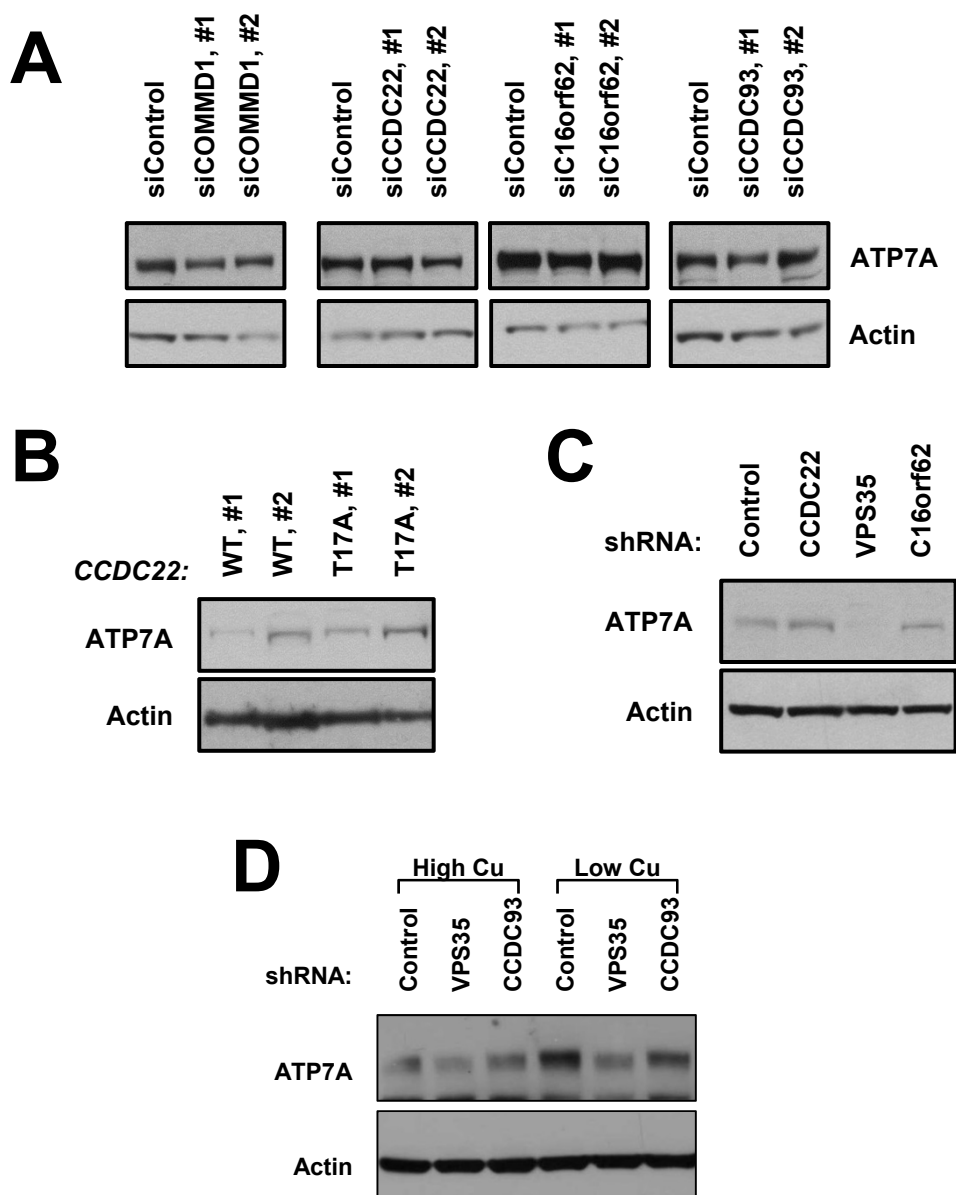 A
siControl
siCOMMD1, #1
siCOMMD1, #2
siControl
siCCDC22, #1
siCCDC22, #2
siControl
siC16orf62, #1
siC16orf62, #2
siControl
siCCDC93, #1
siCCDC93, #2
ATP7A
Actin
B
CCDC22:
WT, #1
WT, #2
T17A, #1
T17A, #2
ATP7A
Actin
C
shRNA:
Control
CCDC22
VPS35
C16orf62
ATP7A
Actin
D
High Cu
Low Cu
shRNA:
Control
VPS35
CCDC93
Control
VPS35
CCDC93
ATP7A
Actin